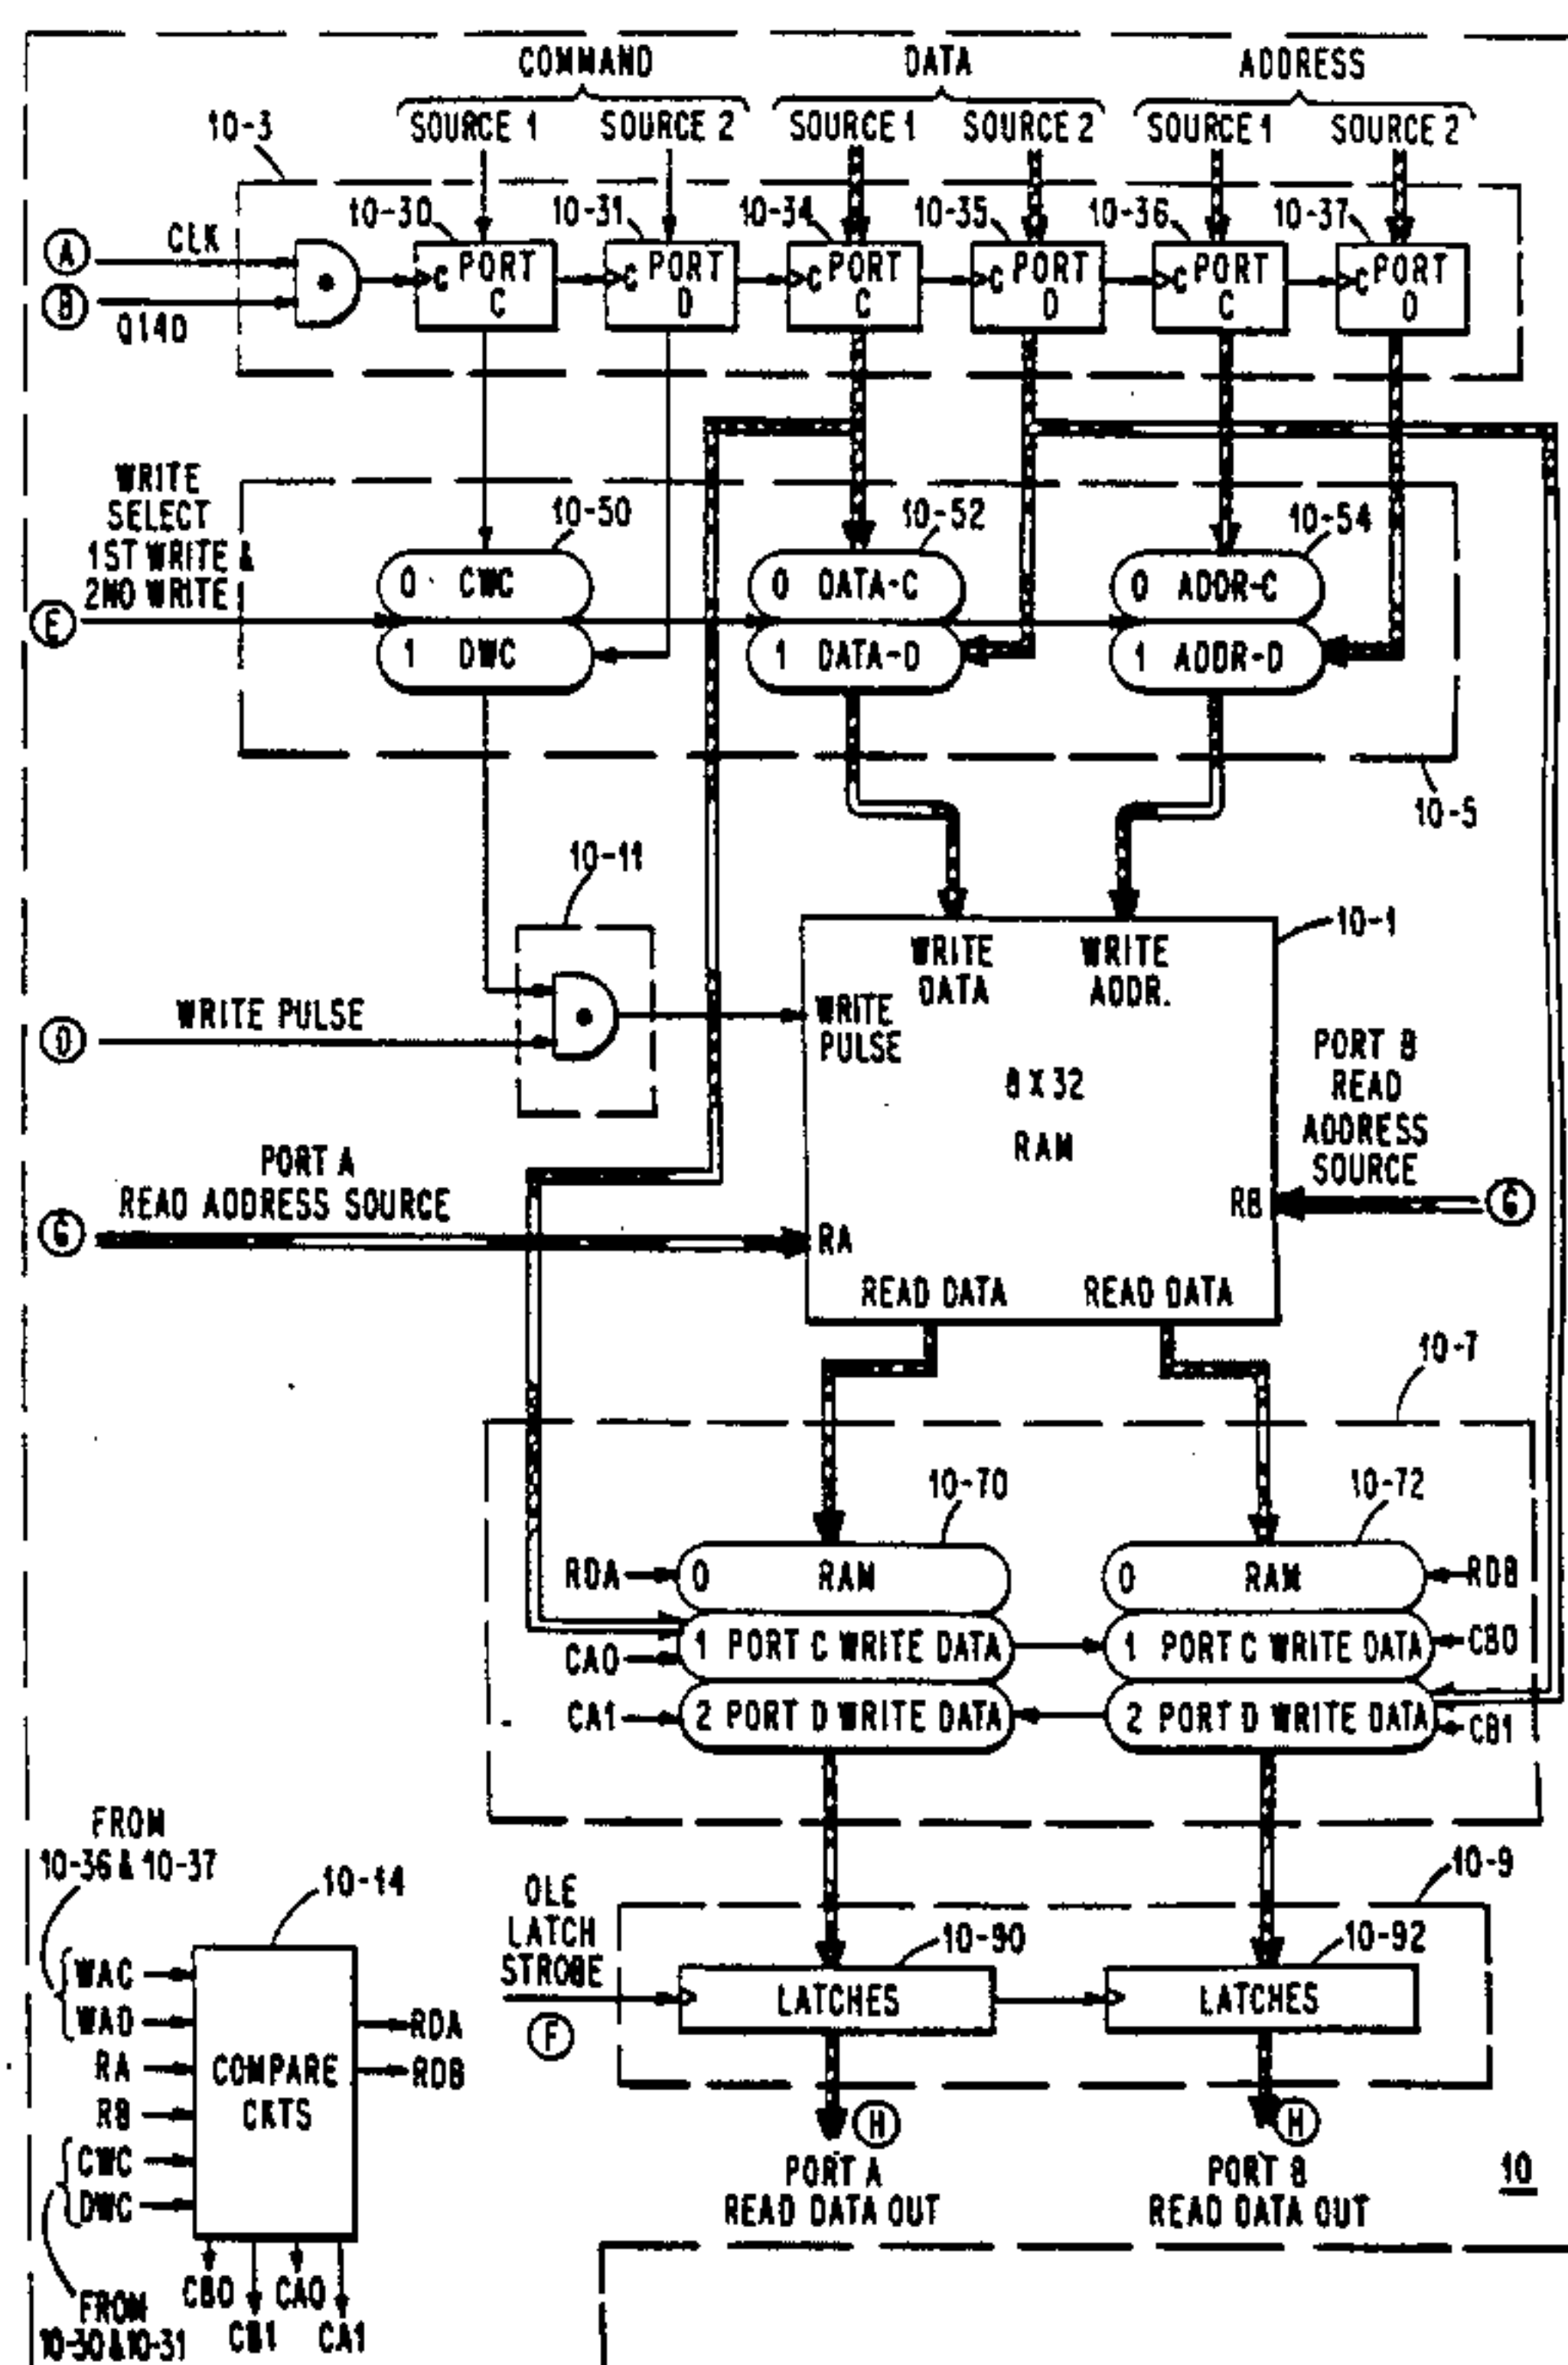 COMMAND DATA ADDRESS
10-3 SOURCE 1 SOURCE 2 SOURCE 1 SOURCE 2 SOURCE 1 SOURCE 2
10-30 10-31 10-34 10-35 10-36 10-37
A CLK
C PORT C C PORT D C PORT C C PORT D C PORT C C PORT D
B Q14D
WRITE
SELECT
1ST WRITE &
2ND WRITE
10-50 10-52 10-54
0 CWC 0 DATA-C 0 ADDR-C
E
1 DWC 1 DATA-D 1 ADDR-D
10-5
10-11
10-1
WRITE DATA WRITE ADDR.
D WRITE PULSE
WRITE PULSE
8 X 32
RAM
PORT B
READ
ADDRESS
SOURCE
PORT A
READ ADDRESS SOURCE
RB G
G RA
READ DATA READ DATA
10-7
10-70 10-72
RDA 0 RAM 0 RAM RDB
CA0 1 PORT C WRITE DATA 1 PORT C WRITE DATA CB0
CA1 2 PORT D WRITE DATA 2 PORT D WRITE DATA CB1
FROM
10-36 & 10-37
10-14
OLE
LATCH
STROBE
F
10-9
10-90 10-92
LATCHES LATCHES
WAC
WAD
RA
RB
CWC
DWC
COMPARE
CKTS
RDA
RDB
CB0 CA0
CB1 CA1
FROM
10-30 & 10-31
H H
PORT A
READ DATA OUT
PORT B
READ DATA OUT
10